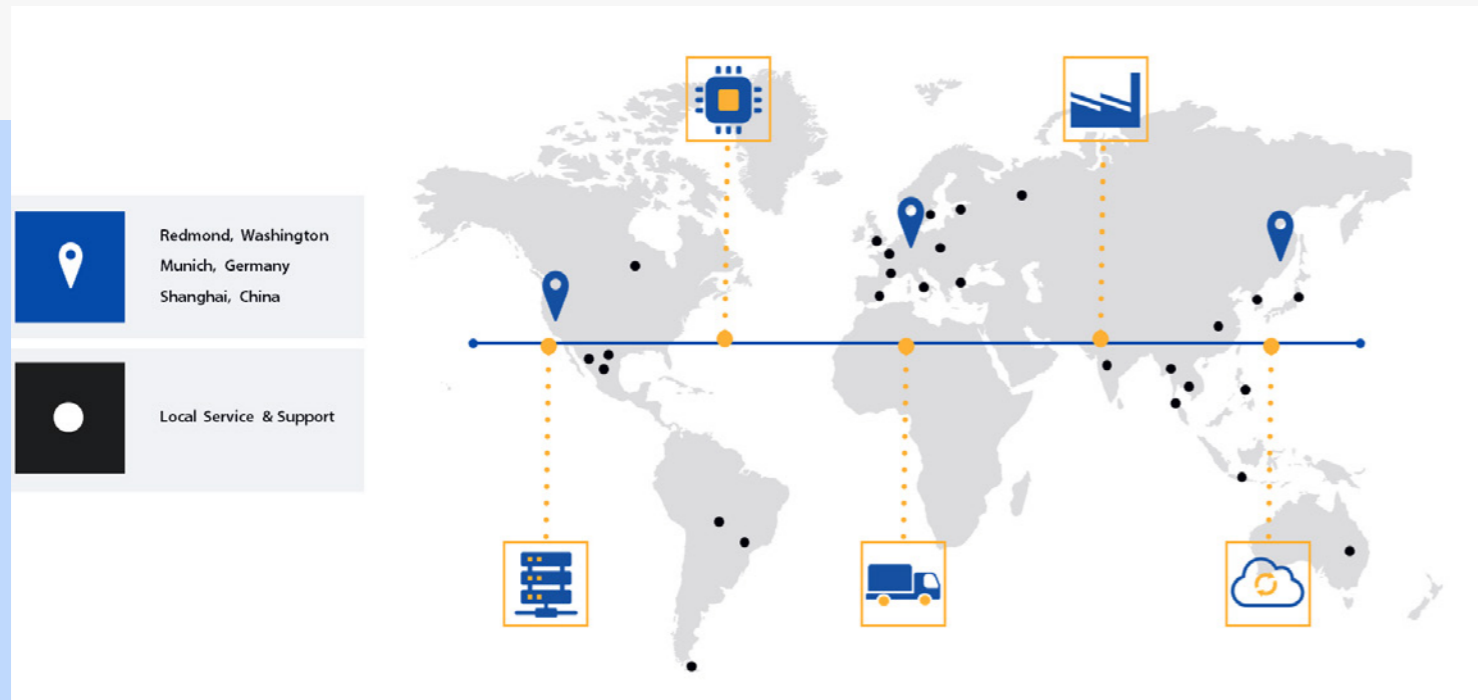 Redmond, Washington
Munich, Germany
Shanghai, China
Local Service & Support